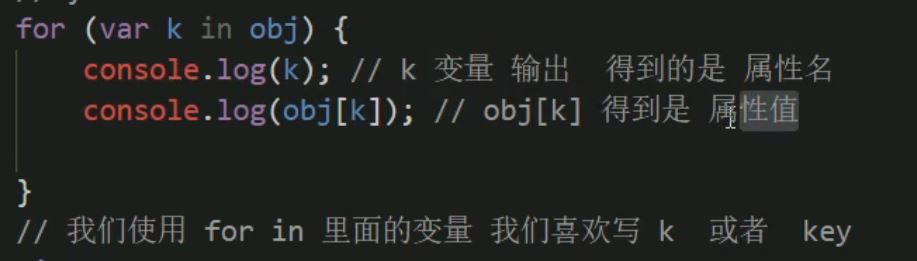 for (var k in obj) {
console.log(k); // k 变量 输出 得到的是 属性名
console.log(obj[k]); // obj[k] 得到是 属性值
}
// 我们使用 for in 里面的变量 我们喜欢写 k 或者 key